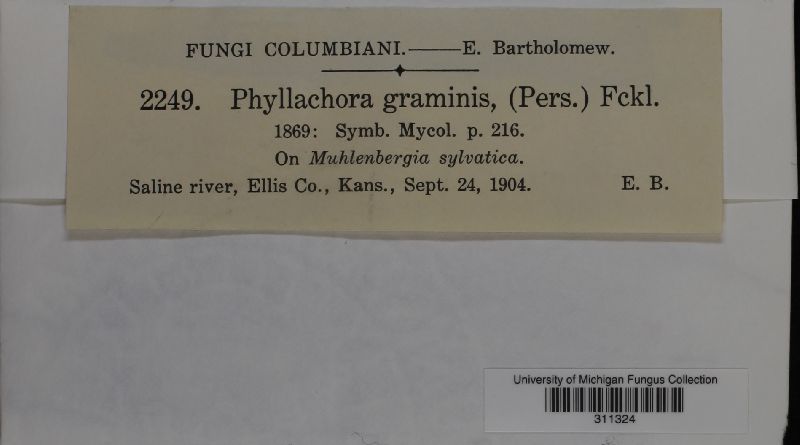 FUNGI COLUMBIANI.——E. Bartholomew.
2249. Phyllachora graminis, (Pers.) Fckl.
1869: Symb. Mycol. p. 216.
On Muhlenbergia sylvatica.
Saline river, Ellis Co., Kans., Sept. 24, 1904. E. B.
University of Michigan Fungus Collection
311324